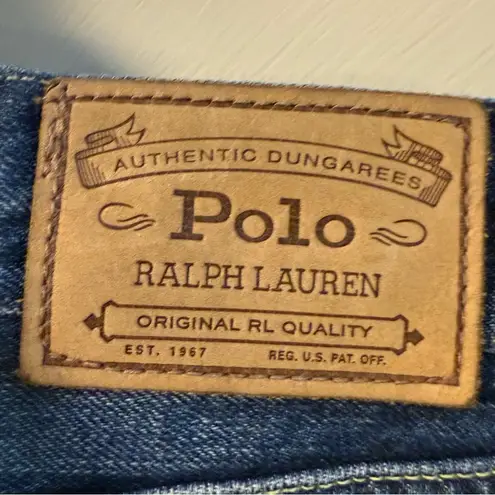 AUTHENTIC DUNGAREES
Polo
RALPH LAUREN
ORIGINAL RL QUALITY
EST. 1967 REG. U.S. PAT. OFF.